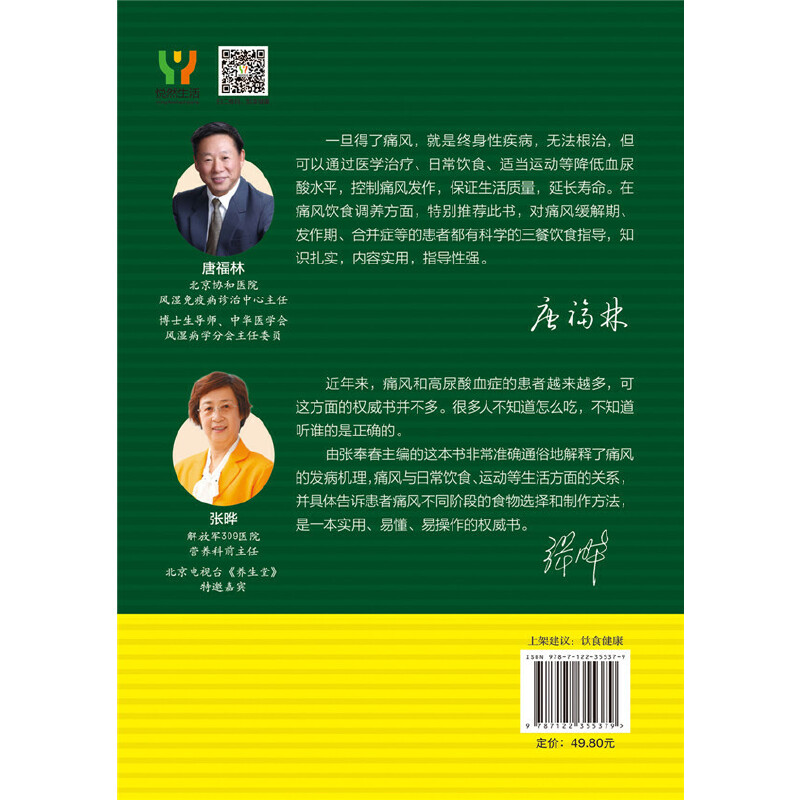 悦然生活
一旦得了痛风，就是终身性疾病，无法根治，但
可以通过医学治疗、日常饮食、适当运动等降低血尿
酸水平，控制痛风发作，保证生活质量，延长寿命。在
痛风饮食调养方面，特别推荐此书，对痛风缓解期、
发作期、合并症等的患者都有科学的三餐饮食指导，知
识扎实，内容实用，指导性强。
唐福林
北京协和医院
风湿免疫病诊治中心主任
博士生导师、中华医学会
风湿病学分会主任委员
唐福林
近年来，痛风和高尿酸血症的患者越来越多，可
这方面的权威书并不多。很多人不知道怎么吃，不知道
听谁的是正确的。
由张奉春主编的这本书非常准确通俗地解释了痛风
的发病机理，痛风与日常饮食、运动等生活方面的关系，
并具体告诉患者痛风不同阶段的食物选择和制作方法，
是一本实用、易懂、易操作的权威书。
张晔
解放军309医院
营养科前主任
北京电视台《养生堂》
特邀嘉宾
张晔
上架建议：饮食健康
ISBN 978-7-122-35537-9
9 787122 355379 >
定价：49.80元